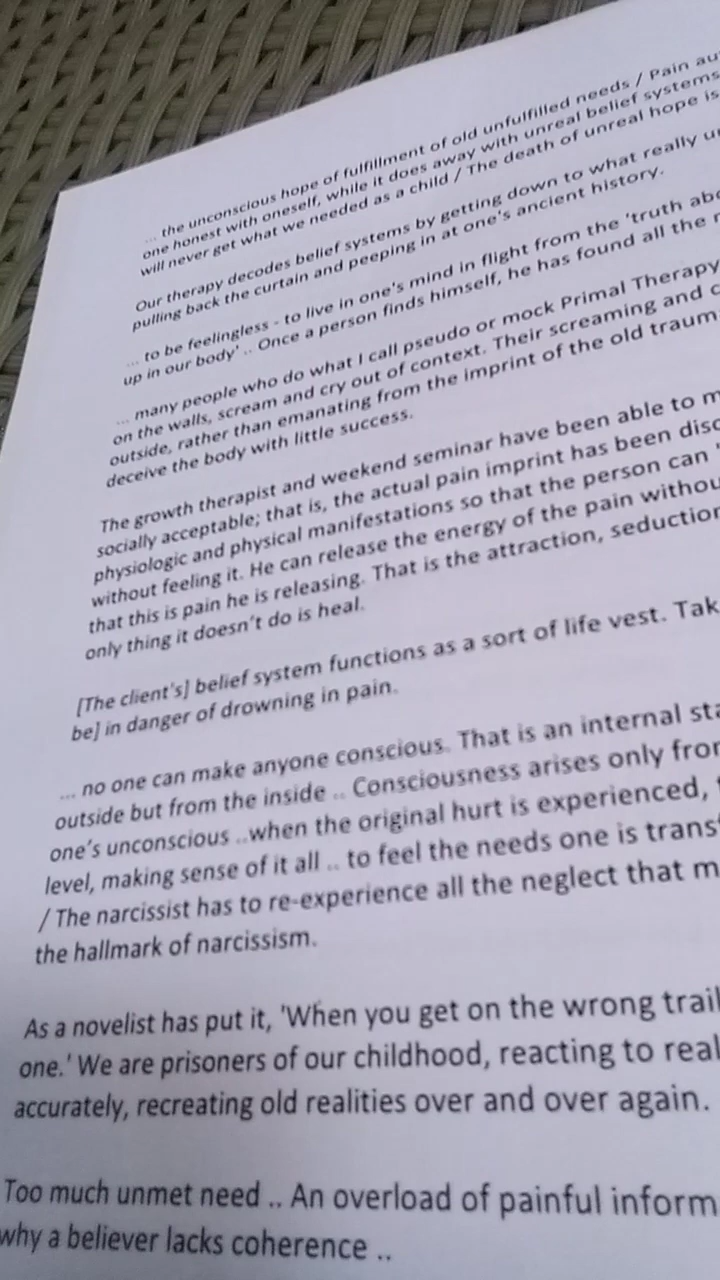 ... the unconscious hope of fulfillment of old unfulfilled needs / Pain au
one honest with oneself, while it does away with unreal belief systems
will never get what we needed as a child / The death of unreal hope is
Our therapy decodes belief systems by getting down to what really u
pulling back the curtain and peeping in at one's ancient history.
... to be feelingless - to live in one's mind in flight from the 'truth abo
up in our body' .. Once a person finds himself, he has found all the
... many people who do what I call pseudo or mock Primal Therapy
on the walls, scream and cry out of context. Their screaming and c
outside, rather than emanating from the imprint of the old traum
deceive the body with little success.
The growth therapist and weekend seminar have been able to m
socially acceptable; that is, the actual pain imprint has been disc
physiologic and physical manifestations so that the person can '
without feeling it. He can release the energy of the pain withou
that this is pain he is releasing. That is the attraction, seduction
only thing it doesn't do is heal.
[The client's] belief system functions as a sort of life vest. Tak
be] in danger of drowning in pain.
... no one can make anyone conscious. That is an internal sta
outside but from the inside .. Consciousness arises only from
one's unconscious ..when the original hurt is experienced,
level, making sense of it all .. to feel the needs one is transf
/ The narcissist has to re-experience all the neglect that m
the hallmark of narcissism.
As a novelist has put it, 'When you get on the wrong trail
one.' We are prisoners of our childhood, reacting to real
accurately, recreating old realities over and over again.
Too much unmet need .. An overload of painful inform
why a believer lacks coherence ..